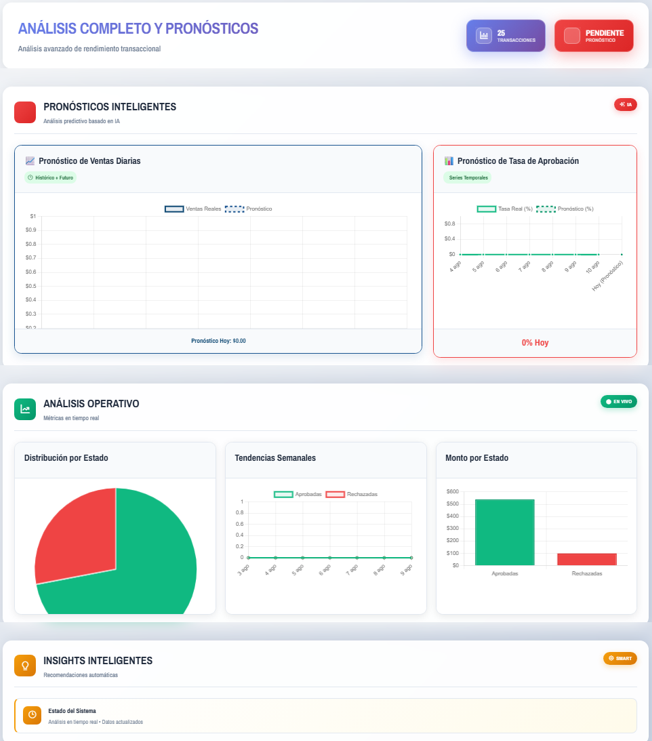 ANÁLISIS COMPLETO Y PRONÓSTICOS
Análisis avanzado de rendimiento transaccional
25
TRANSACCIONES
PENDIENTE
PRONÓSTICO
PRONÓSTICOS INTELIGENTES
Análisis predictivo basado en IA
IA
Pronóstico de Ventas Diarias
Histórico + Futuro
Ventas Reales Pronóstico
$1
$0.9
$0.8
$0.7
$0.6
$0.5
$0.4
$0.3
$0.2
Pronóstico Hoy: $0.00
Pronóstico de Tasa de Aprobación
Series Temporales
Tasa Real (%) Pronóstico (%)
$0.8
$0.4
$0
4 ago 5 ago 6 ago 7 ago 8 ago 9 ago 10 ago Hoy (Pronóstico)
0% Hoy
ANÁLISIS OPERATIVO
Métricas en tiempo real
EN VIVO
Distribución por Estado
Tendencias Semanales
Aprobadas Rechazadas
1
0.8
0.6
0.4
0.2
0
3 ago 4 ago 5 ago 6 ago 7 ago 8 ago 9 ago
Monto por Estado
$600
$500
$400
$300
$200
$100
$0
Aprobadas Rechazadas
INSIGHTS INTELIGENTES
Recomendaciones automáticas
SMART
Estado del Sistema
Análisis en tiempo real • Datos actualizados